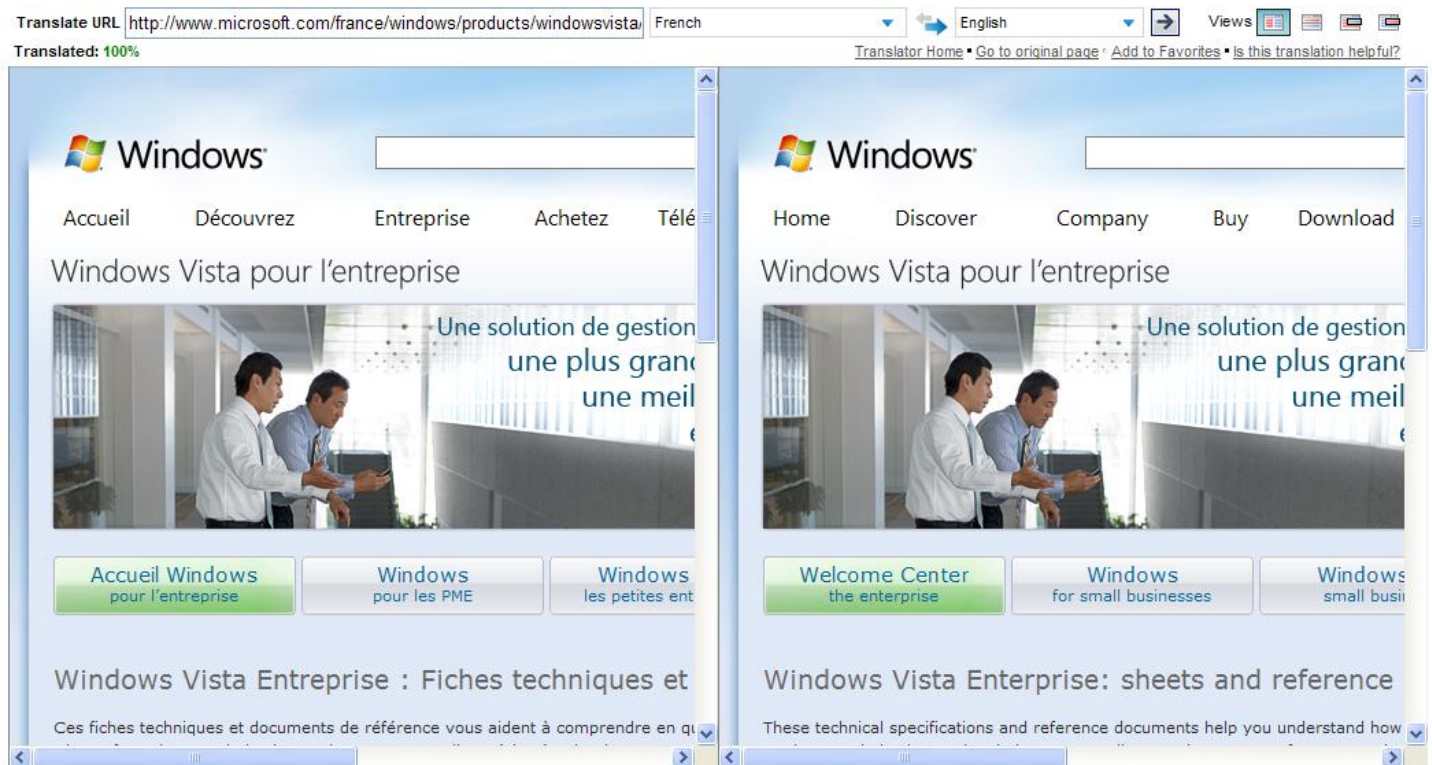 Translate URL http://www.microsoft.com/france/windows/products/windowsvista/ French English Views
Translated: 100% Translator Home Go to original page Add to Favorites Is this translation helpful?
Windows
Accueil Découvrez Entreprise Achetez Télé
Windows Vista pour l'entreprise
Une solution de gestion
une plus grand
une meil
Accueil Windows
pour l'entreprise
Windows
pour les PME
Windows
les petites ent
Windows Vista Entreprise : Fiches techniques et
Ces fiches techniques et documents de référence vous aident à comprendre en qu
Windows
Home Discover Company Buy Download
Windows Vista pour l'entreprise
Une solution de gestion
une plus grand
une meil
Welcome Center
the enterprise
Windows
for small businesses
Windows
small busi
Windows Vista Enterprise: sheets and reference
These technical specifications and reference documents help you understand how